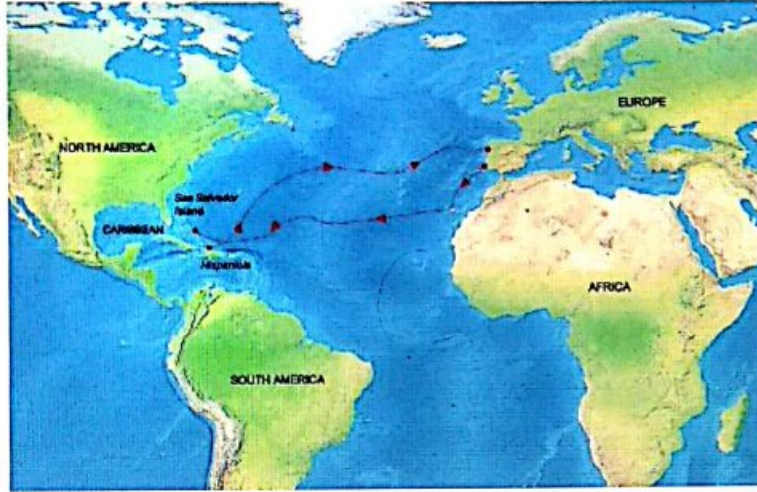 EUROPE
NORTH AMERICA
San Salvador
Island
CARIBBEAN
Hispaniola
AFRICA
SOUTH AMERICA